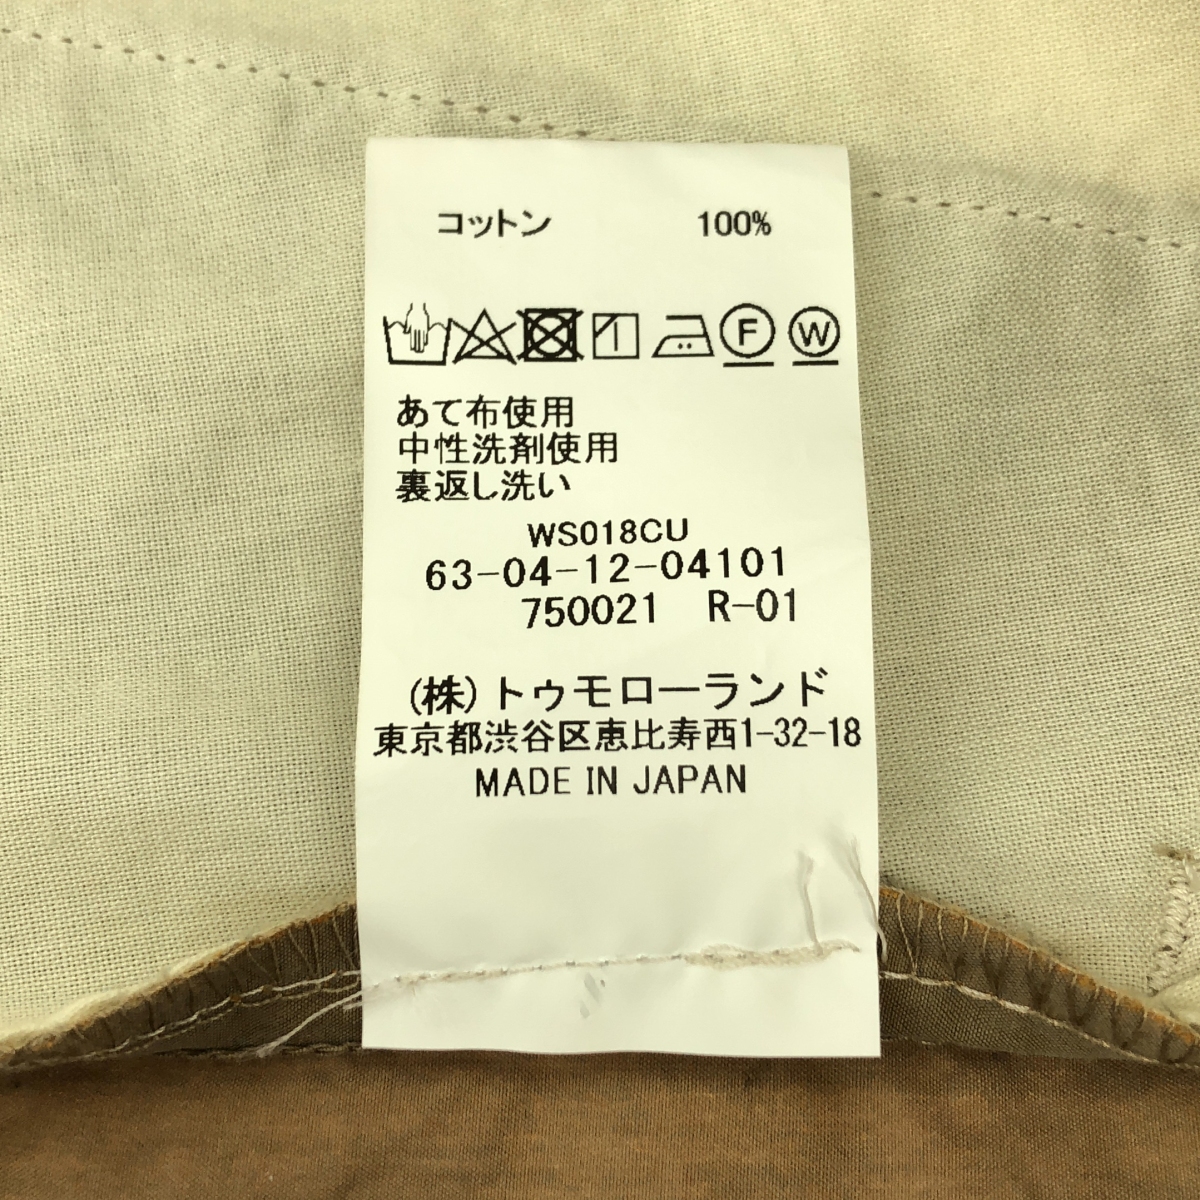 コットン 100%
F W
あて布使用
中性洗剤使用
裏返し洗い
WS018CU
63-04-12-04101
750021 R-01
(株)トゥモローランド
東京都渋谷区恵比寿西1-32-18
MADE IN JAPAN